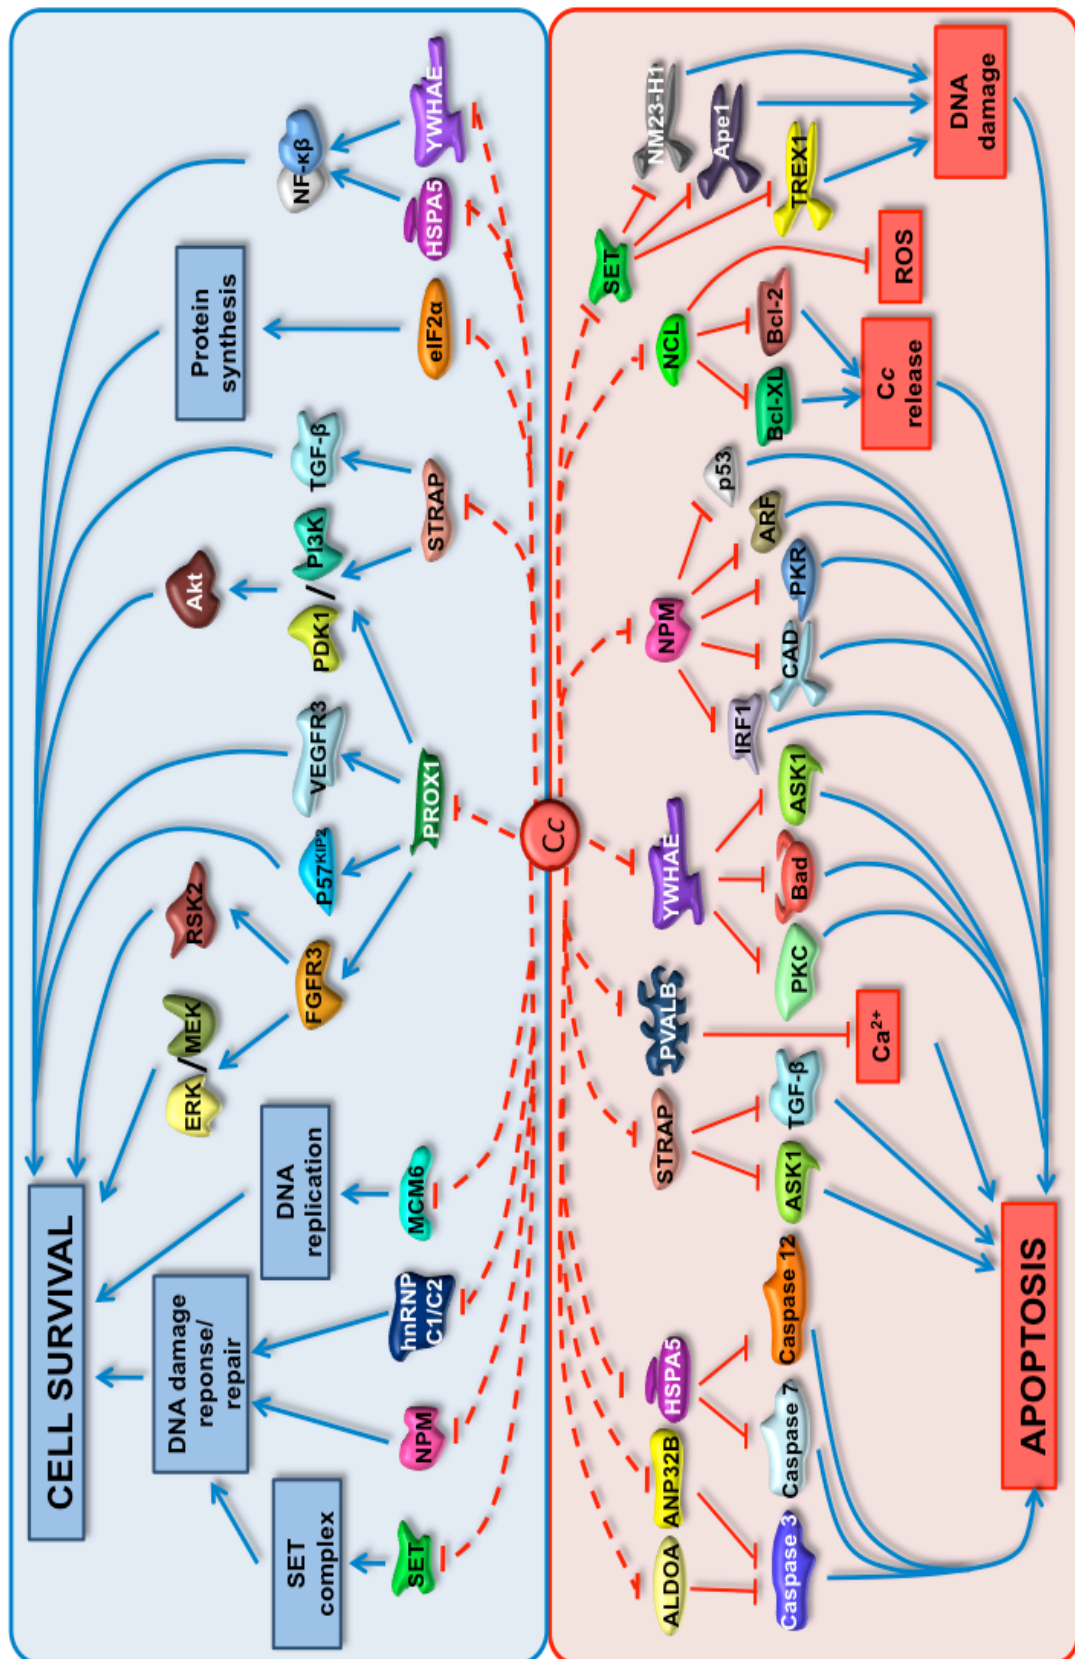 CELL SURVIVAL
SET
complex
DNA damage
reponse/
repair
DNA
replication
ERK
/
MEK
RSK2
Akt
Protein
synthesis
FGFR3
P57KIP2
VEGFR3
PDK1
/
PI3K
TGF-β
NF-κβ
SET
NPM
hnRNP
C1/C2
MCM6
PROX1
STRAP
eIF2α
HSPA5
YWHAE
Cc
ALDOA
ANP32B
HSPA5
STRAP
PVALB
YWHAE
NPM
NCL
SET
Caspase 3
Caspase 7
Caspase 12
ASK1
TGF-β
Ca2+
PKC
Bad
ASK1
IRF1
CAD
PKR
ARF
p53
Bcl-XL
Bcl-2
TREX1
Ape1
NM23-H1
Cc
release
ROS
DNA
damage
APOPTOSIS